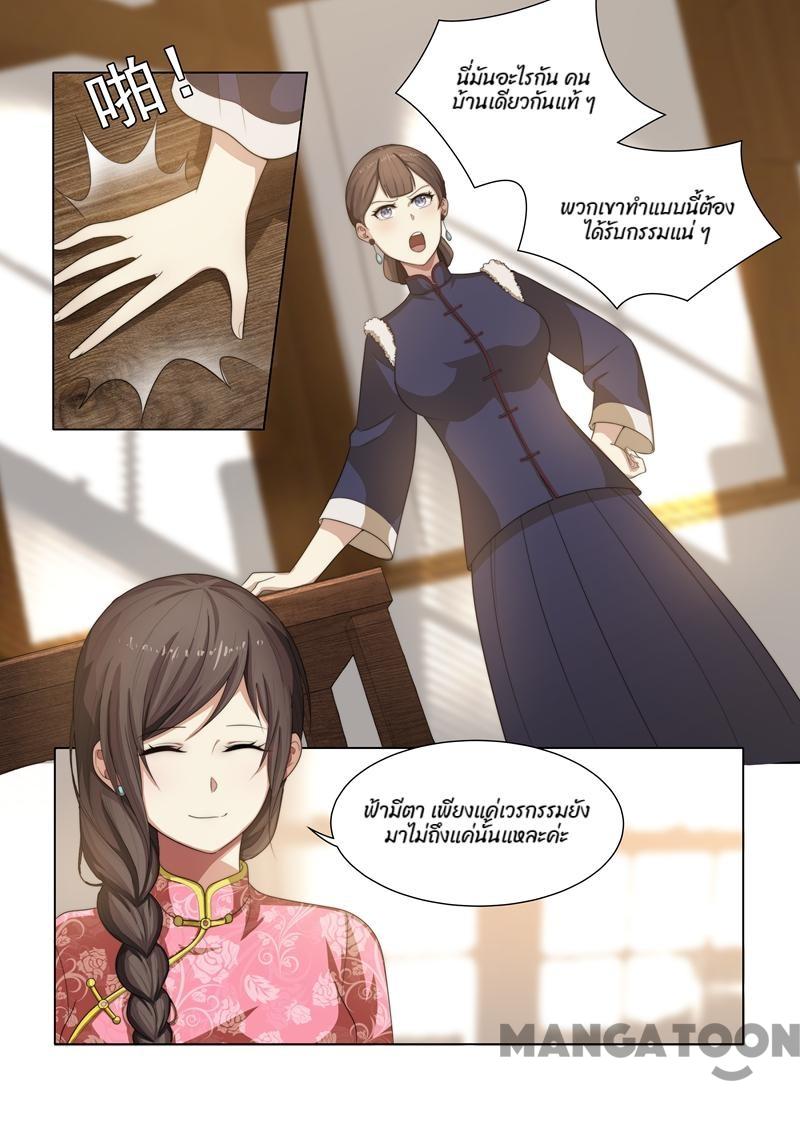 啪！
นี่มันอะไรกัน คน
บ้านเดียวกันแท้ ๆ
พวกเขาทำแบบนี้ต้อง
ได้รับกรรมแน่ ๆ
ฟ้ามีตา เพียงแค่เวรกรรมยัง
มาไม่ถึงแค่นั้นแหละค่ะ
MANGATOON